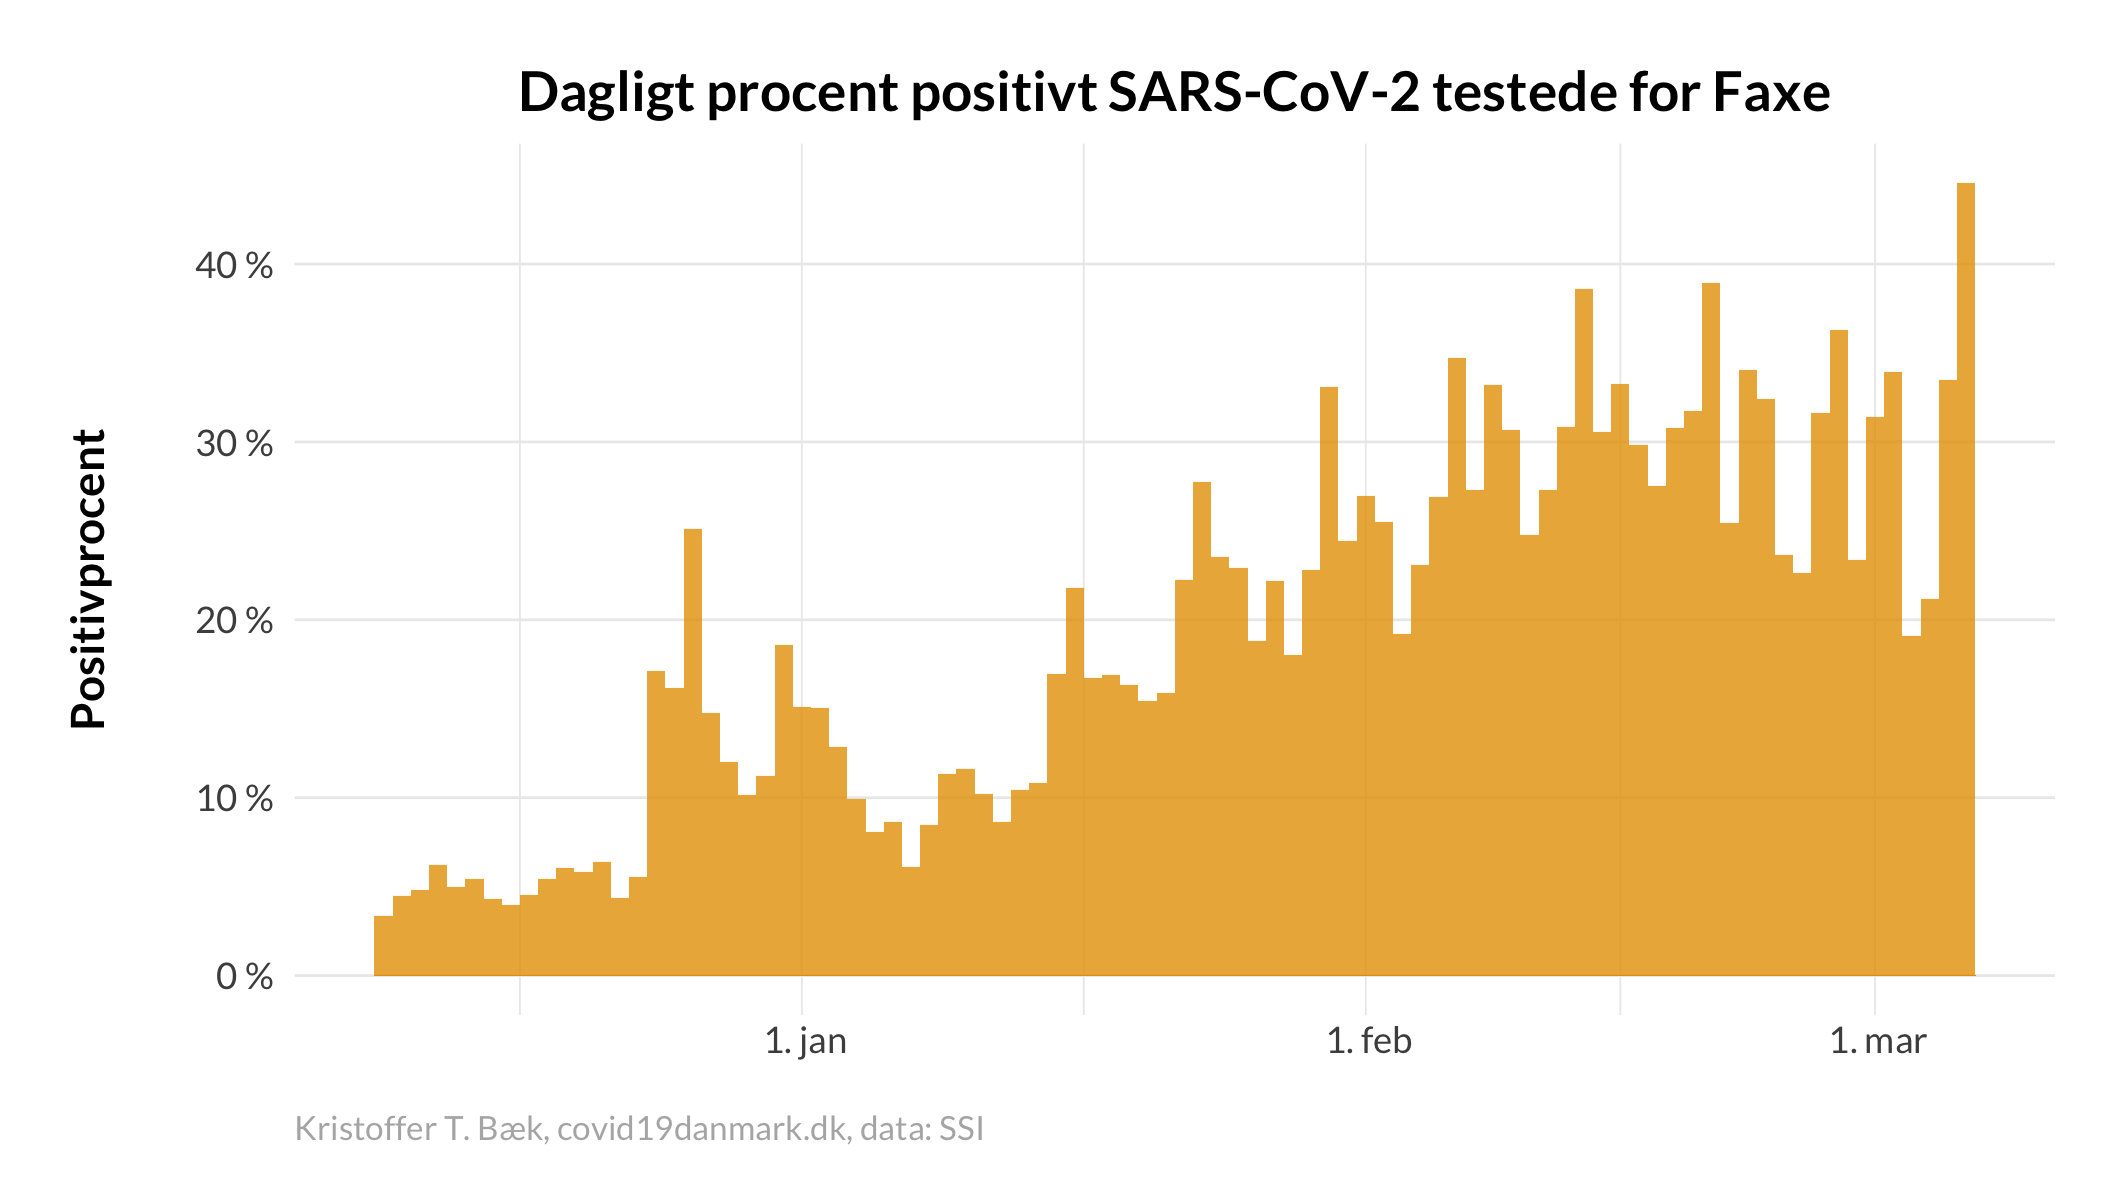 Dagligt procent positivt SARS-CoV-2 testede for Faxe
Positivprocent
40 %
30 %
20 %
10 %
0 %
1. jan
1. feb
1. mar
Kristoffer T. Bæk, covid19danmark.dk, data: SSI